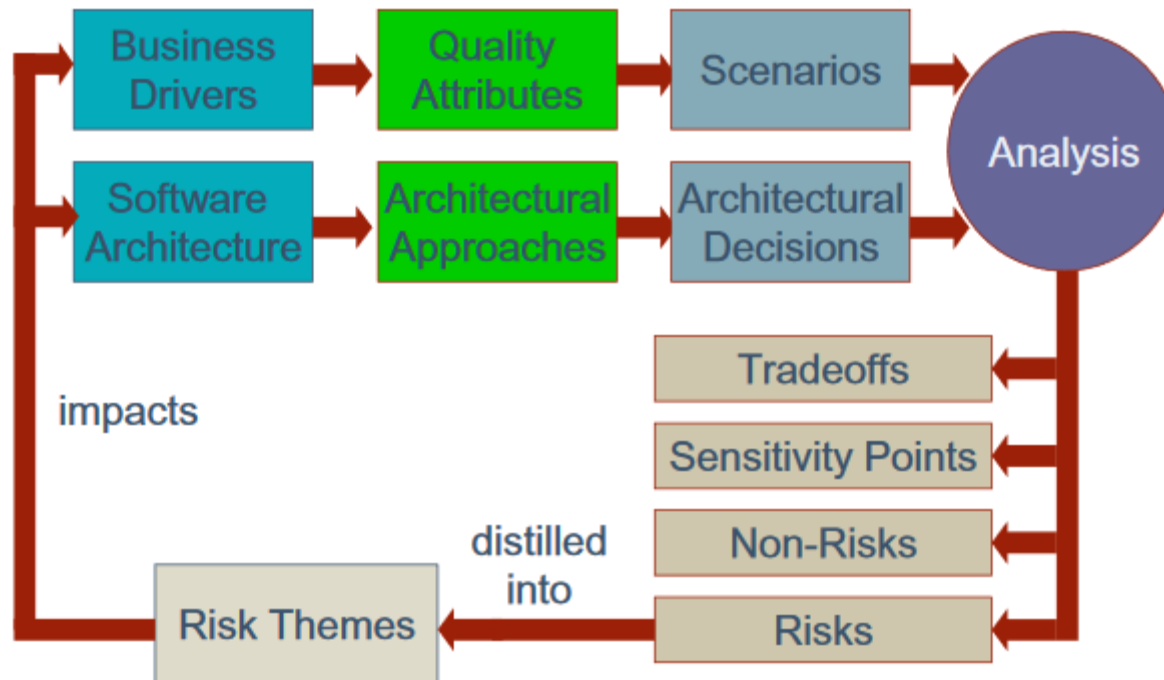 Business
Drivers
Quality
Attributes
Scenarios
Analysis
Software
Architecture
Architectural
Approaches
Architectural
Decisions
Tradeoffs
impacts
Sensitivity Points
Non-Risks
distilled
into
Risk Themes
Risks